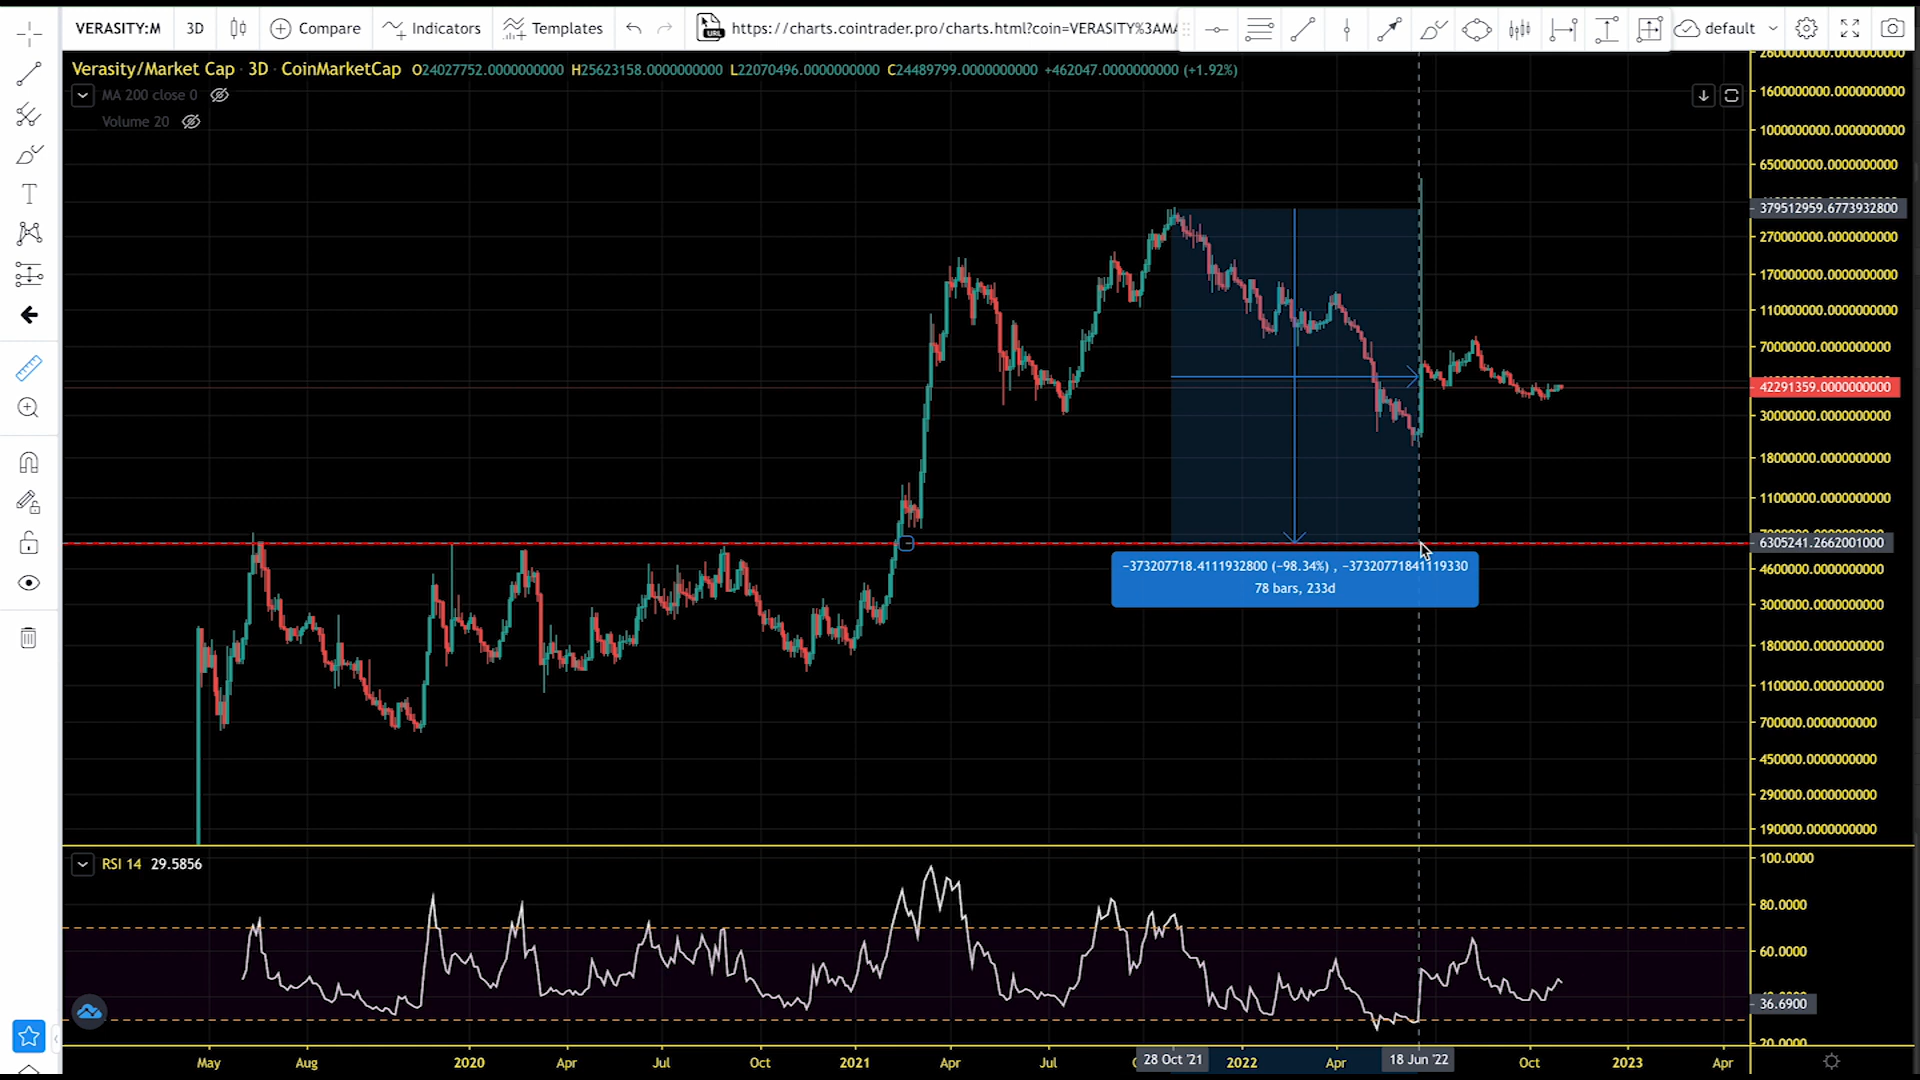 VERASITY:M 3D Compare Indicators Templates URL https://charts.cointrader.pro/charts.html?coin=VERASITY%3AM default
Verasity/Market Cap · 3D · CoinMarketCap O24027752.0000000000 H25623158.0000000000 L22070496.0000000000 C24489799.0000000000 +462047.0000000000 (+1.92%)
MA 200 close 0
Volume 20
T
1600000000.0000000000
1000000000.0000000000
650000000.0000000000
379512959.6773932800
270000000.0000000000
170000000.0000000000
110000000.0000000000
70000000.0000000000
42291359.0000000000
30000000.0000000000
18000000.0000000000
11000000.0000000000
6305241.2662001000
4600000.0000000000
3000000.0000000000
1800000.0000000000
1100000.0000000000
700000.0000000000
450000.0000000000
290000.0000000000
190000.0000000000
−373207718.4111932800 (−98.34%) , −37320771841119330
78 bars, 233d
RSI 14 29.5856
100.0000
80.0000
60.0000
36.6900
20.0000
May Aug 2020 Apr Jul Oct 2021 Apr Jul 28 Oct '21 2022 Apr 18 Jun '22 Oct 2023 Apr